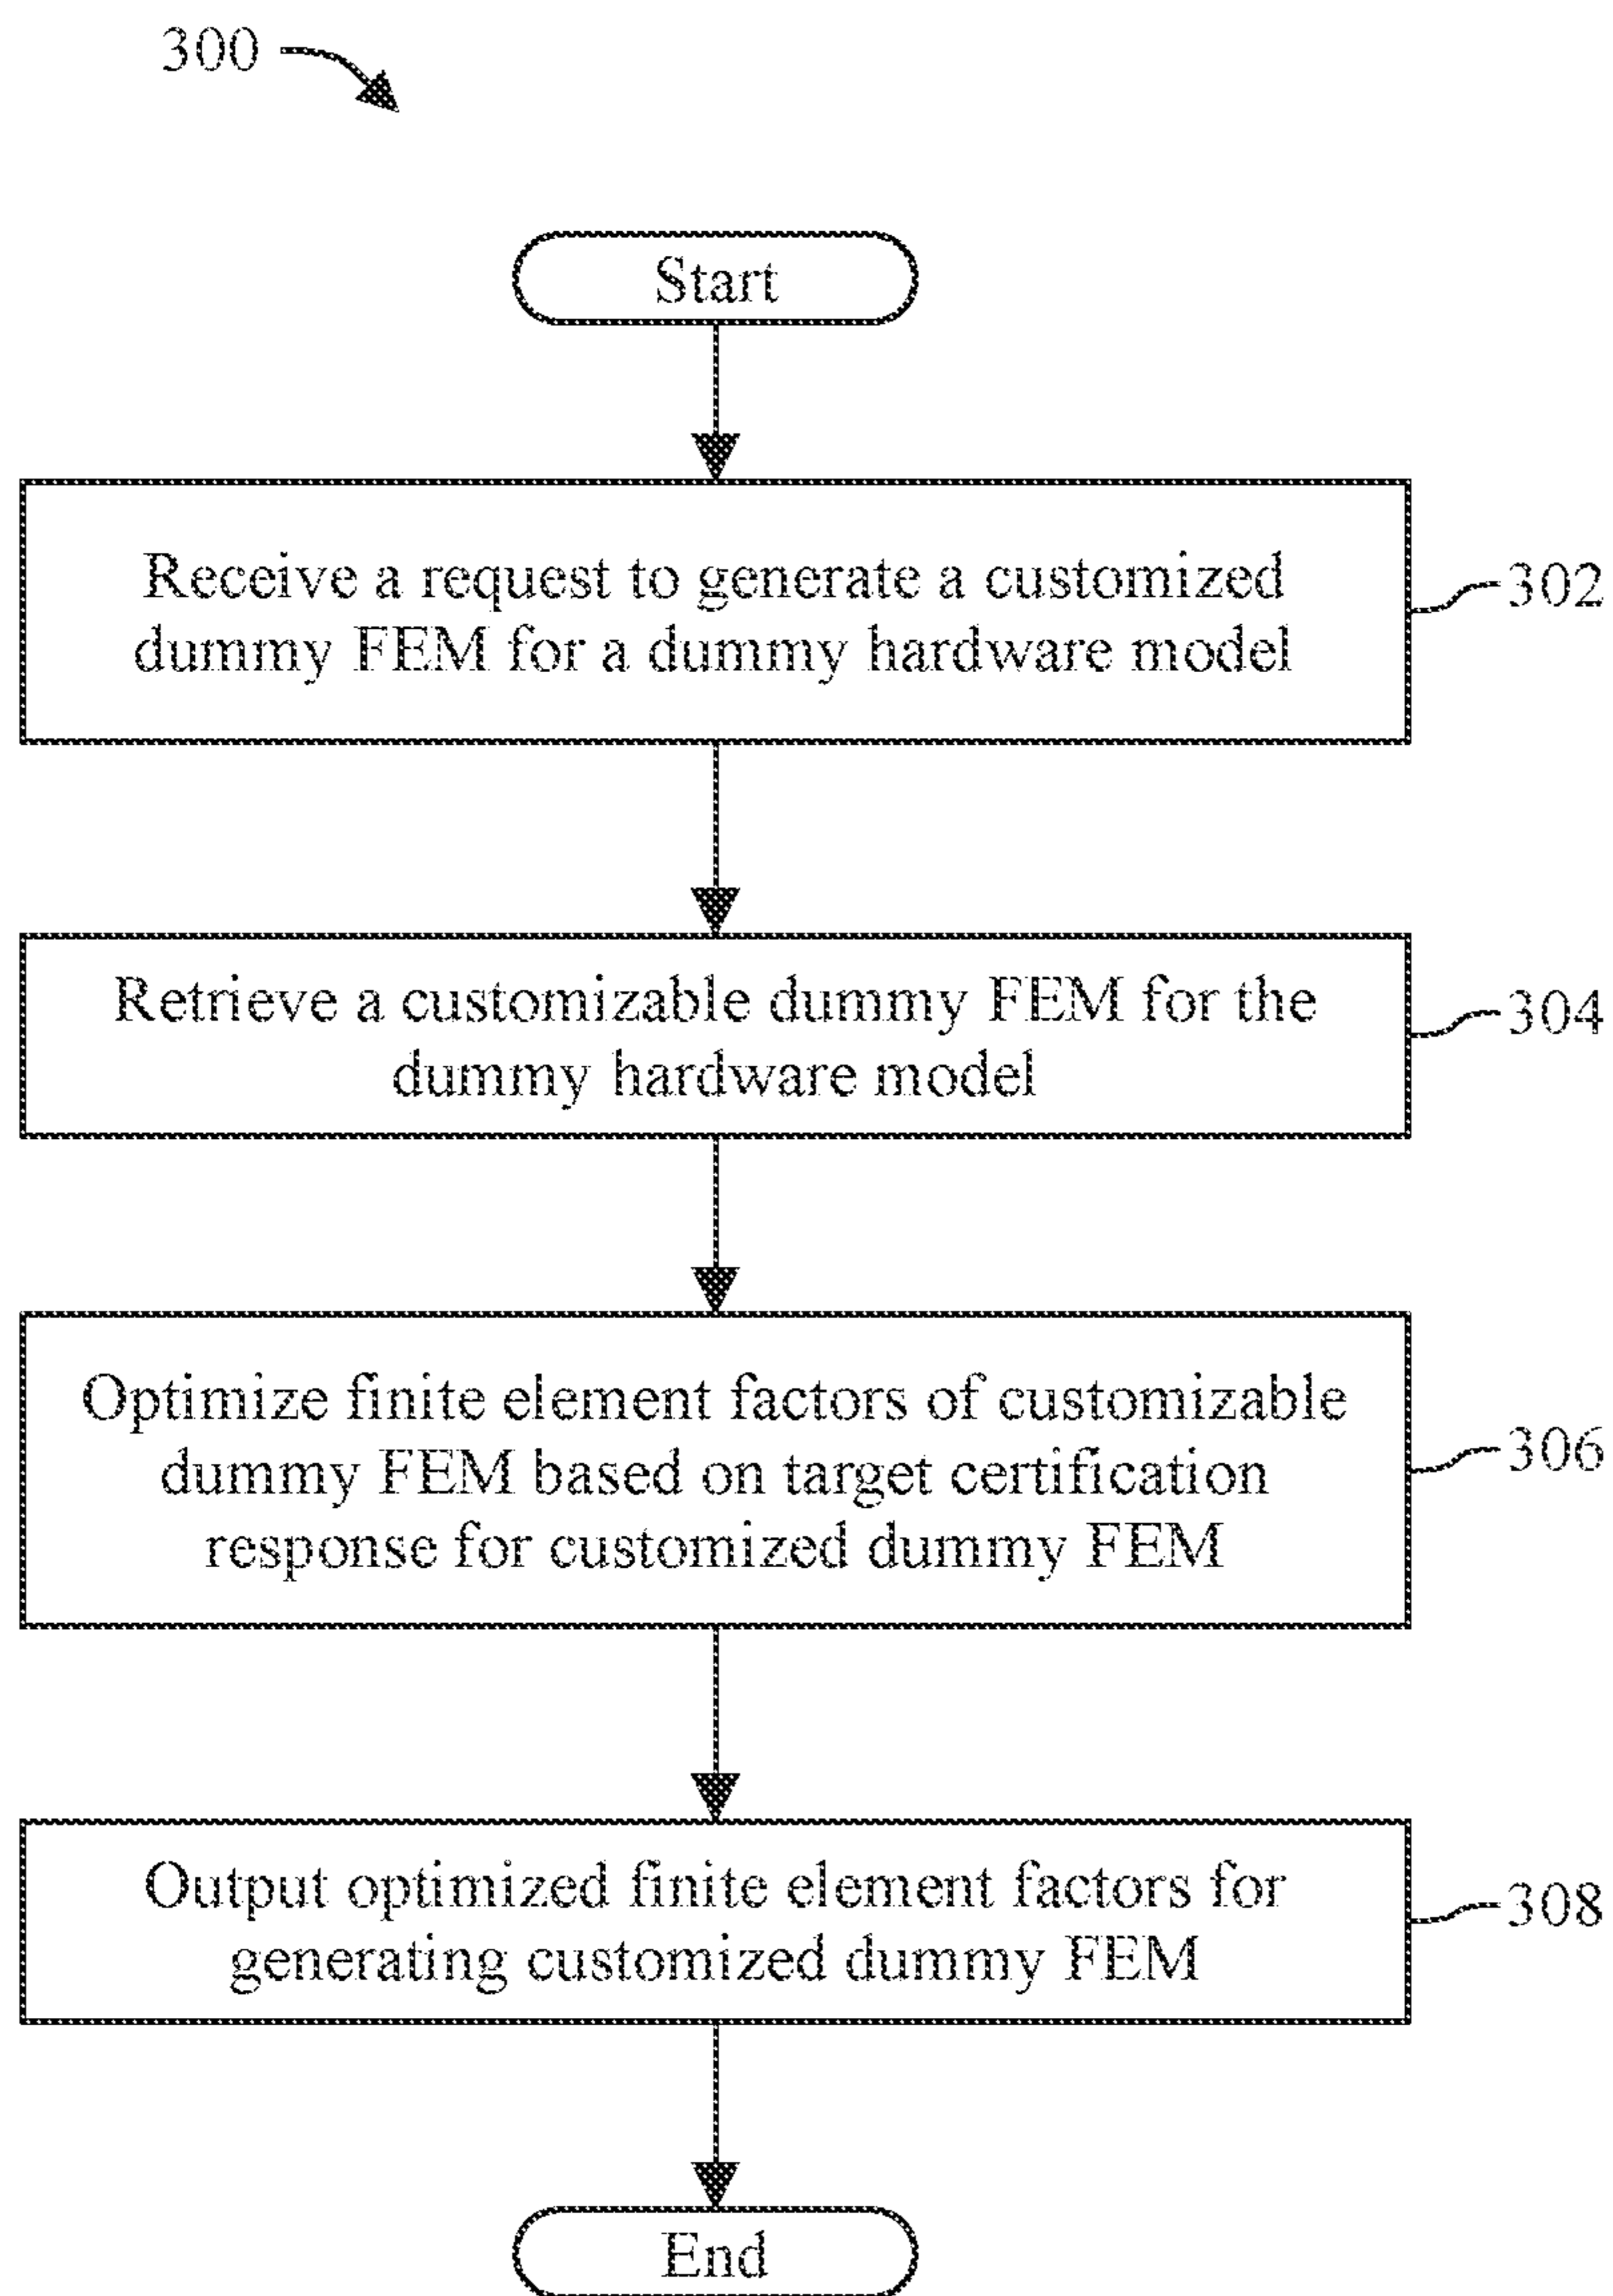 300
Start
Receive a request to generate a customized
dummy FEM for a dummy hardware model
302
Retrieve a customizable dummy FEM for the
dummy hardware model
304
Optimize finite element factors of customizable
dummy FEM based on target certification
response for customized dummy FEM
306
Output optimized finite element factors for
generating customized dummy FEM
308
End